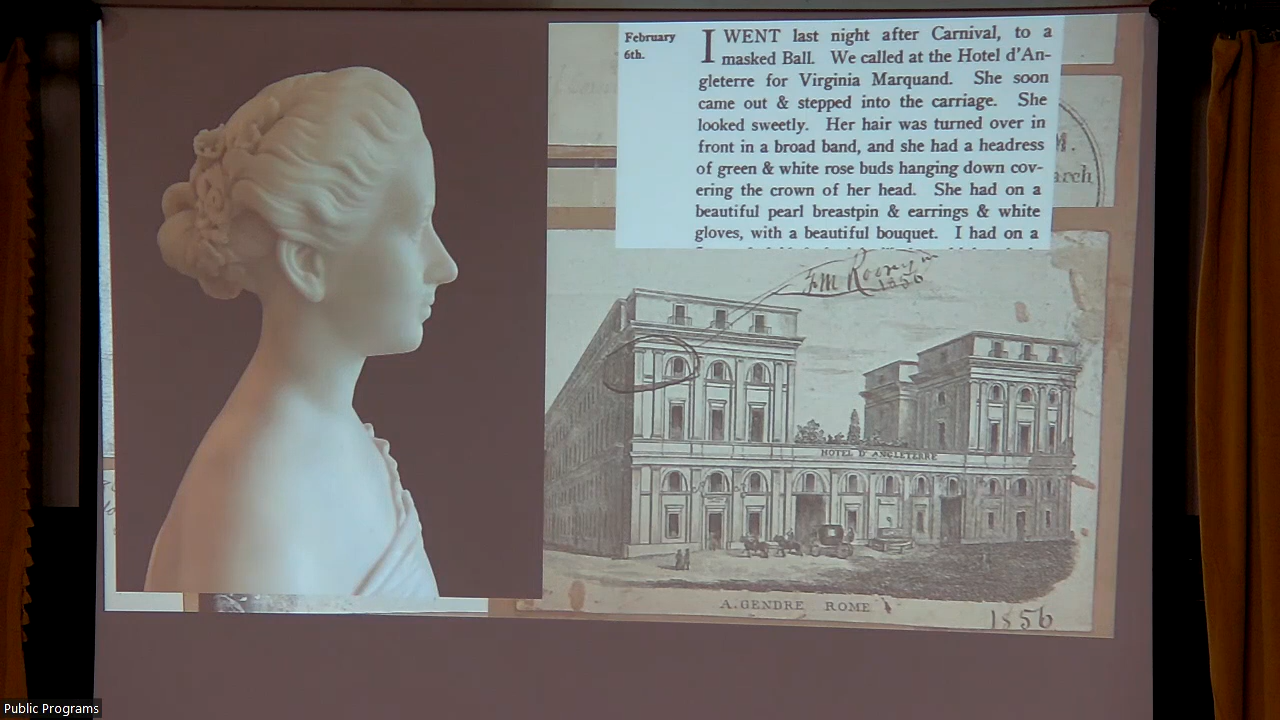 February
6th.
I WENT last night after Carnival, to a
masked Ball. We called at the Hotel d'An-
gleterre for Virginia Marquand. She soon
came out & stepped into the carriage. She
looked sweetly. Her hair was turned over in
front in a broad band, and she had a headress
of green & white rose buds hanging down cov-
ering the crown of her head. She had on a
beautiful pearl breastpin & earrings & white
gloves, with a beautiful bouquet. I had on a
M.
arch
1856
HOTEL D'ANGLETERRE
A. GENDRE ROME
1856
Public Programs